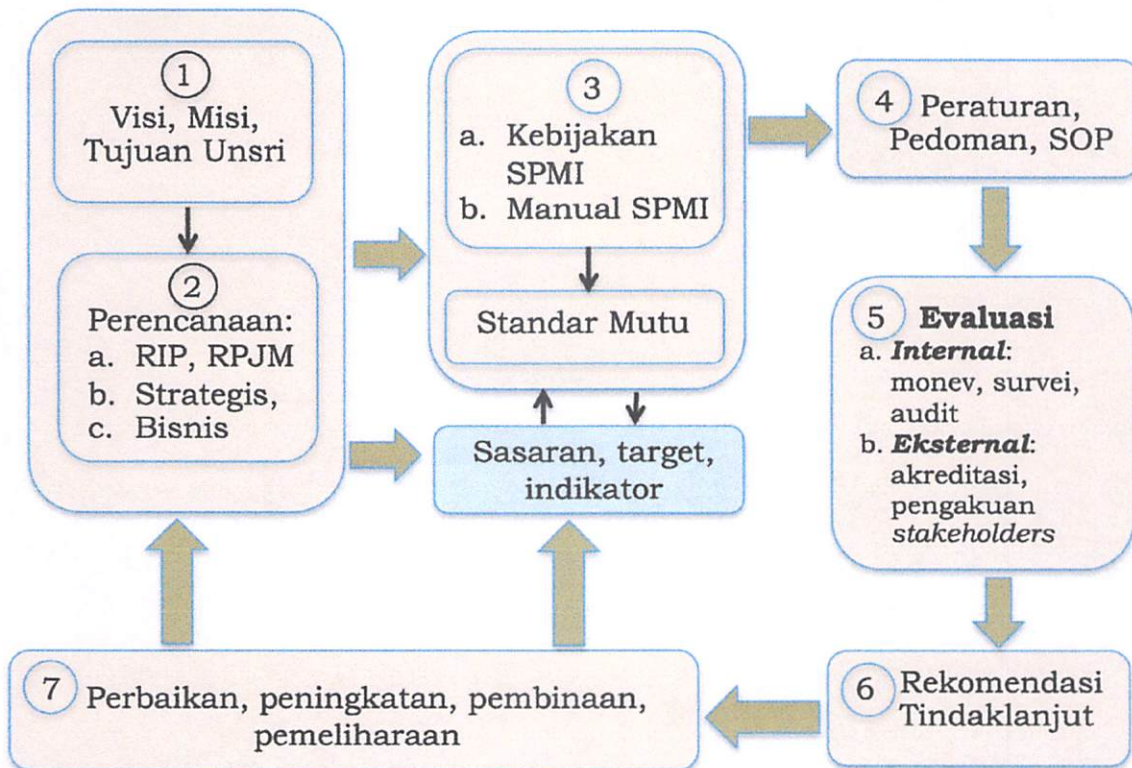 1
Visi, Misi,
Tujuan Unsri
2
Perencanaan:
a. RIP, RPJM
b. Strategis,
c. Bisnis
3
a. Kebijakan
SPMI
b. Manual SPMI
Standar Mutu
Sasaran, target,
indikator
4 Peraturan,
Pedoman, SOP
5 Evaluasi
a. Internal:
monev, survei,
audit
b. Eksternal:
akreditasi,
pengakuan
stakeholders
6 Rekomendasi
Tindaklanjut
7 Perbaikan, peningkatan, pembinaan,
pemeliharaan